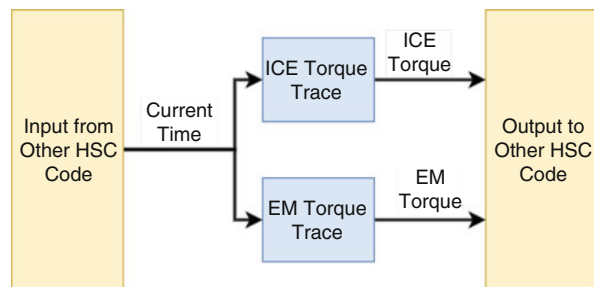 Input from
Other HSC
Code
Current
Time
ICE Torque
Trace
ICE
Torque
EM Torque
Trace
EM
Torque
Output to
Other HSC
Code